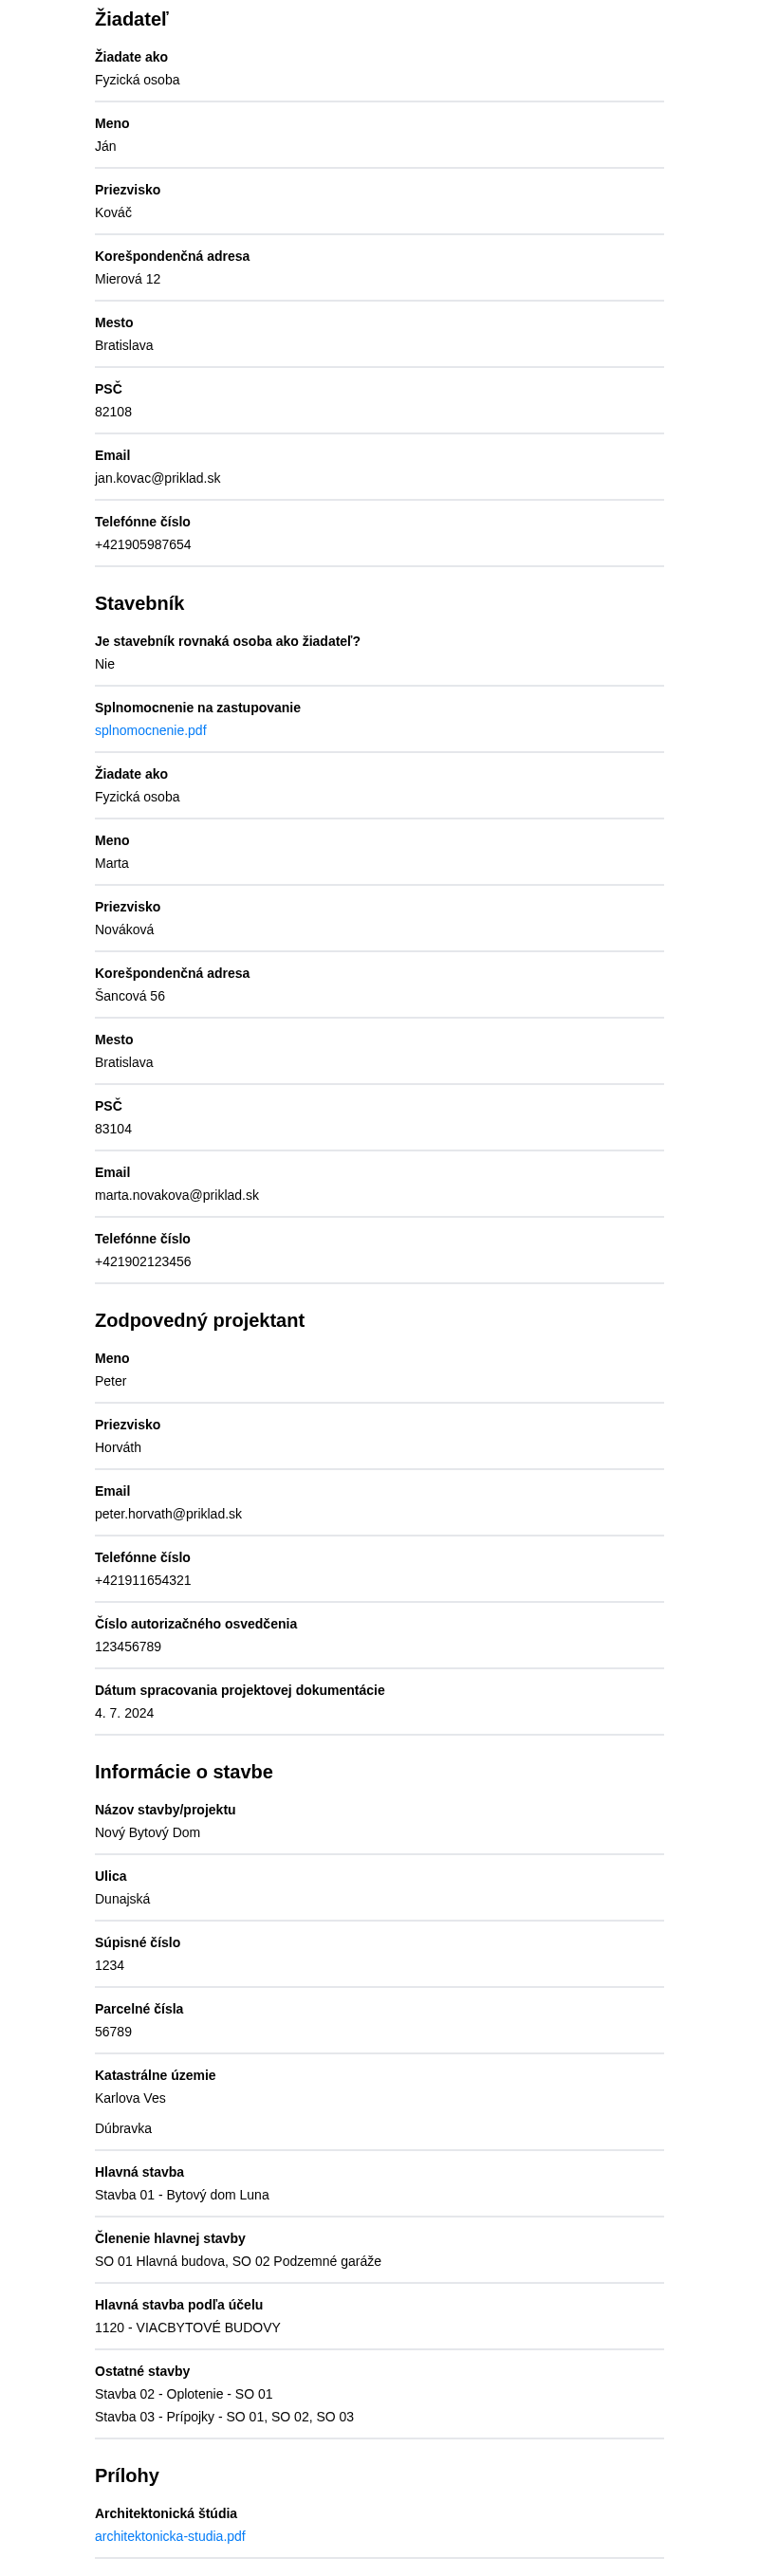 Žiadateľ
Žiadate ako
Fyzická osoba
Meno
Ján
Priezvisko
Kováč
Korešpondenčná adresa
Mierová 12
Mesto
Bratislava
PSČ
82108
Email
jan.kovac@priklad.sk
Telefónne číslo
+421905987654
Stavebník
Je stavebník rovnaká osoba ako žiadateľ?
Nie
Splnomocnenie na zastupovanie
splnomocnenie.pdf
Žiadate ako
Fyzická osoba
Meno
Marta
Priezvisko
Nováková
Korešpondenčná adresa
Šancová 56
Mesto
Bratislava
PSČ
83104
Email
marta.novakova@priklad.sk
Telefónne číslo
+421902123456
Zodpovedný projektant
Meno
Peter
Priezvisko
Horváth
Email
peter.horvath@priklad.sk
Telefónne číslo
+421911654321
Číslo autorizačného osvedčenia
123456789
Dátum spracovania projektovej dokumentácie
4. 7. 2024
Informácie o stavbe
Názov stavby/projektu
Nový Bytový Dom
Ulica
Dunajská
Súpisné číslo
1234
Parcelné čísla
56789
Katastrálne územie
Karlova Ves
Dúbravka
Hlavná stavba
Stavba 01 - Bytový dom Luna
Členenie hlavnej stavby
SO 01 Hlavná budova, SO 02 Podzemné garáže
Hlavná stavba podľa účelu
1120 - VIACBYTOVÉ BUDOVY
Ostatné stavby
Stavba 02 - Oplotenie - SO 01
Stavba 03 - Prípojky - SO 01, SO 02, SO 03
Prílohy
Architektonická štúdia
architektonicka-studia.pdf